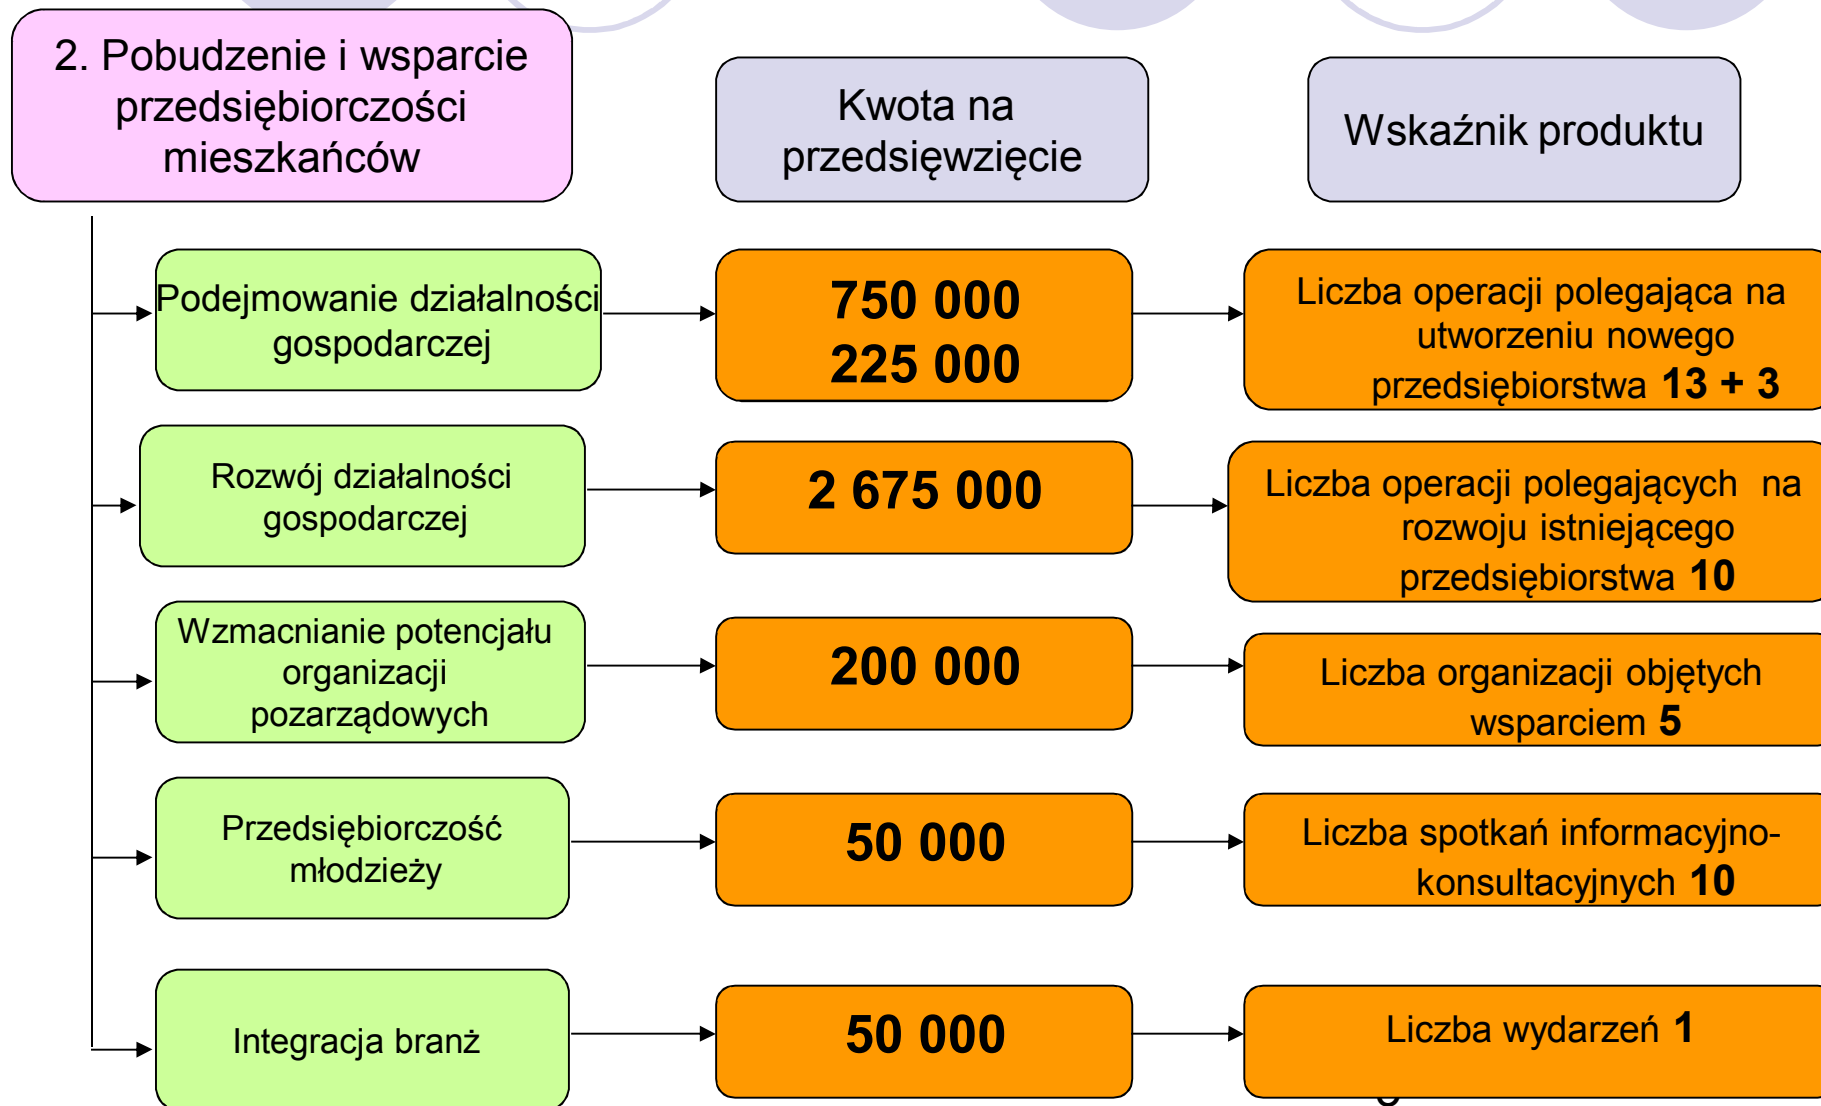 2. Pobudzenie i wsparcie
przedsiębiorczości
mieszkańców
Kwota na
przedsięwzięcie
Wskaźnik produktu
Podejmowanie działalności
gospodarczej
750 000
225 000
Liczba operacji polegająca na
utworzeniu nowego
przedsiębiorstwa 13 + 3
Rozwój działalności
gospodarczej
2 675 000
Liczba operacji polegających na
rozwoju istniejącego
przedsiębiorstwa 10
Wzmacnianie potencjału
organizacji
pozarządowych
200 000
Liczba organizacji objętych
wsparciem 5
Przedsiębiorczość
młodzieży
50 000
Liczba spotkań informacyjno-
konsultacyjnych 10
Integracja branż
50 000
Liczba wydarzeń 1